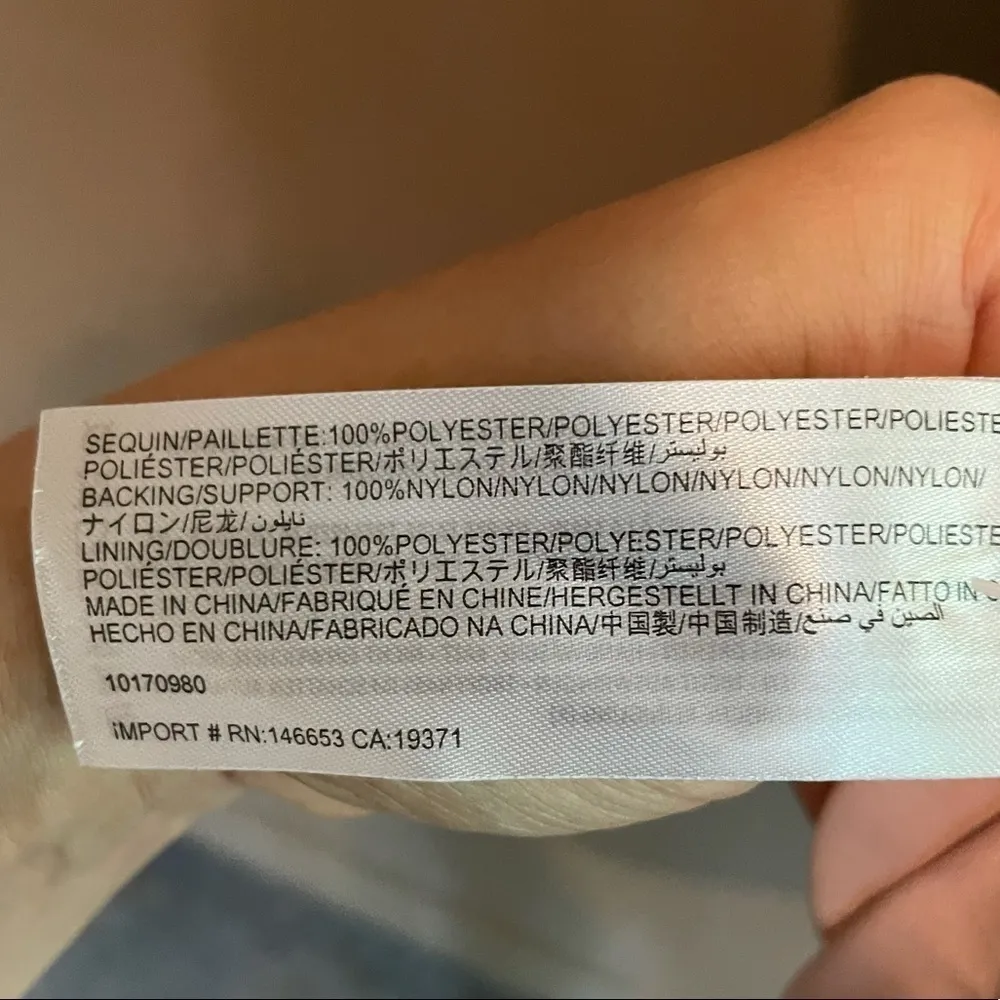 SEQUIN/PAILLETTE:100%POLYESTER/POLYESTER/POLYESTER/POLIESTE
POLIÉSTER/POLIÉSTER/ポリエステル/聚酯纤维/بوليستر
BACKING/SUPPORT: 100%NYLON/NYLON/NYLON/NYLON/NYLON/NYLON/
ナイロン/尼龙/نايلون
LINING/DOUBLURE: 100%POLYESTER/POLYESTER/POLYESTER/POLIESTE
POLIÉSTER/POLIÉSTER/ポリエステル/聚酯纤维/بوليستر
MADE IN CHINA/FABRIQUÉ EN CHINE/HERGESTELLT IN CHINA/FATTO IN
HECHO EN CHINA/FABRICADO NA CHINA/中国製/中国制造/الصين في صنع
10170980
IMPORT # RN:146653 CA:19371